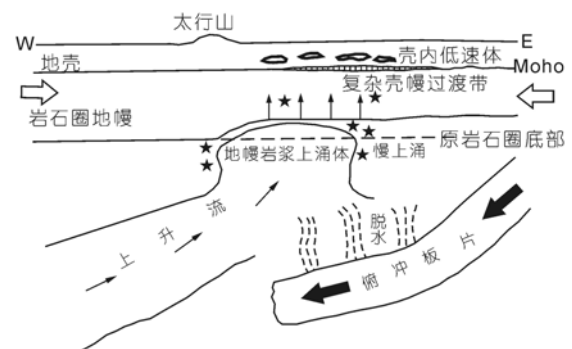 太行山
W
E
地壳
壳内低速体
Moho
复杂壳幔过渡带
岩石圈地幔
原岩石圈底部
地幔岩浆上涌体
慢上涌
上升流
脱水
俯冲板片